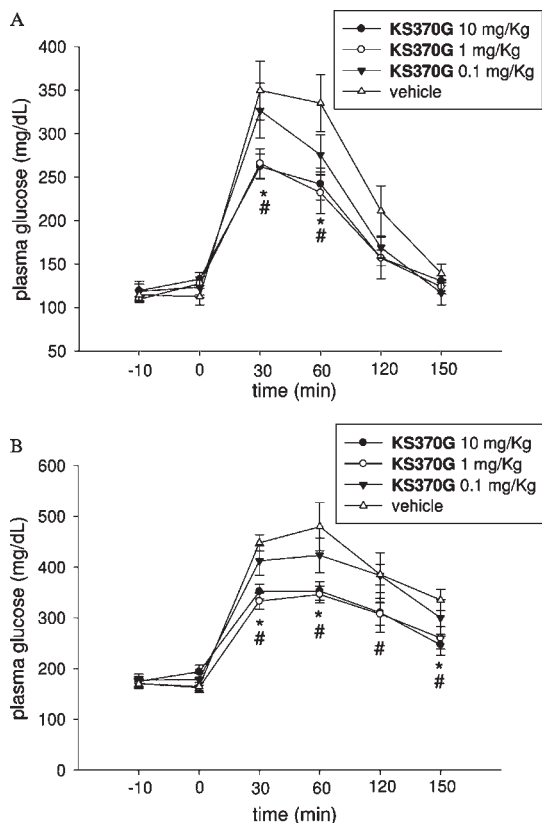 A
KS370G 10 mg/Kg
KS370G 1 mg/Kg
KS370G 0.1 mg/Kg
vehicle
plasma glucose (mg/dL)
400
350
300
250
200
150
100
50
*
#
*
#
-10 0 30 60 120 150
time (min)
B
KS370G 10 mg/Kg
KS370G 1 mg/Kg
KS370G 0.1 mg/Kg
vehicle
plasma glucose (mg/dL)
600
500
400
300
200
100
0
*
#
*
#
#
*
#
-10 0 30 60 120 150
time (min)